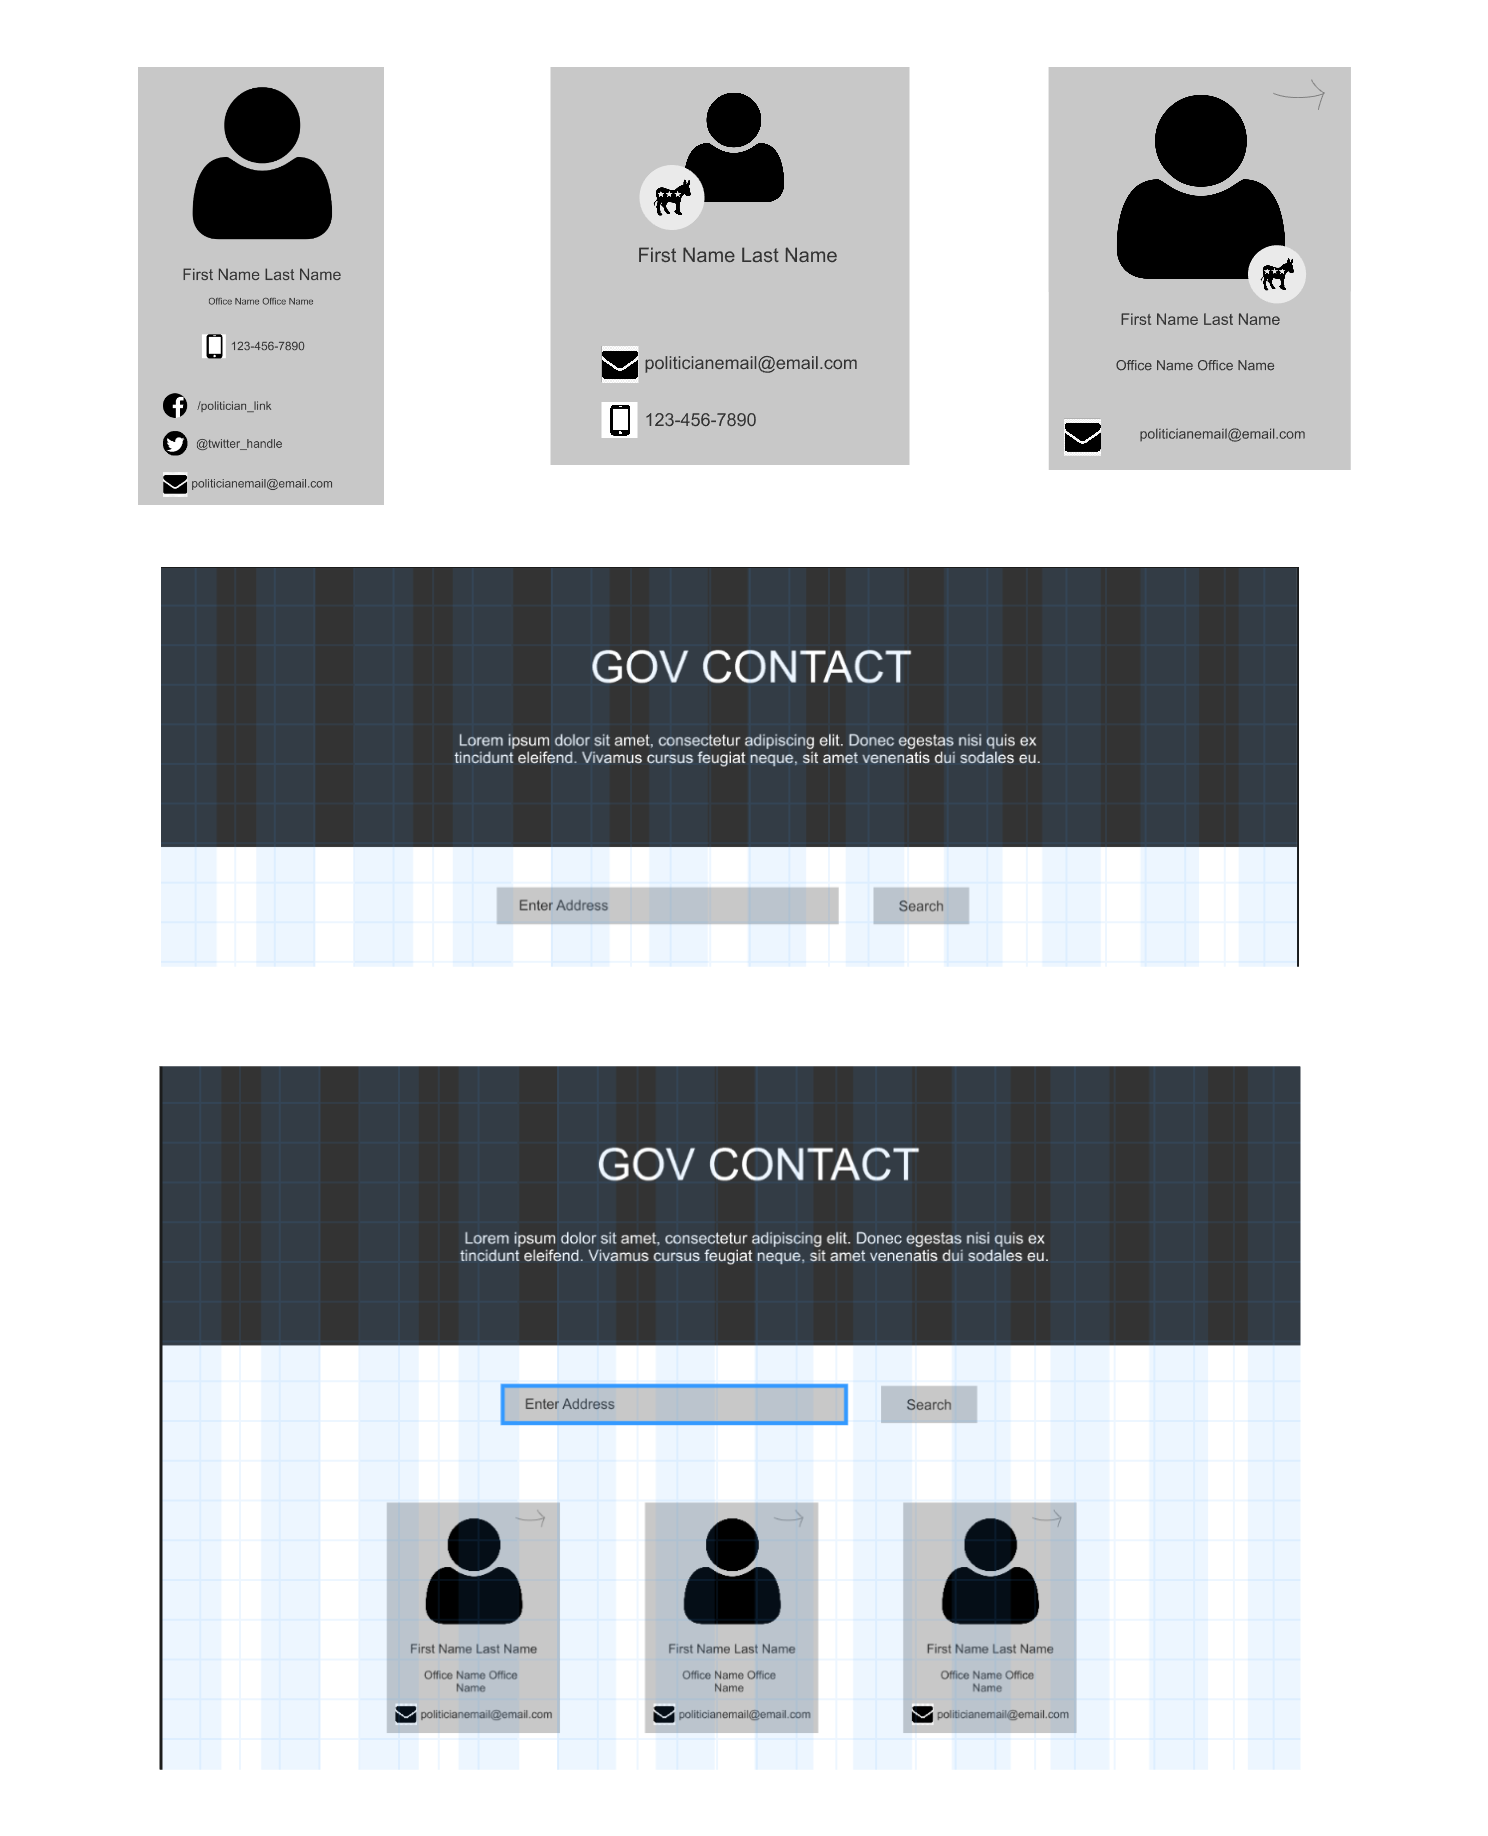 First Name Last Name
Office Name Office Name
123-456-7890
/politician_link
@twitter_handle
politicianemail@email.com
First Name Last Name
politicianemail@email.com
123-456-7890
First Name Last Name
Office Name Office Name
politicianemail@email.com
GOV CONTACT
Lorem ipsum dolor sit amet, consectetur adipiscing elit. Donec egestas nisi quis ex
tincidunt eleifend. Vivamus cursus feugiat neque, sit amet venenatis dui sodales eu.
Enter Address
Search
GOV CONTACT
Lorem ipsum dolor sit amet, consectetur adipiscing elit. Donec egestas nisi quis ex
tincidunt eleifend. Vivamus cursus feugiat neque, sit amet venenatis dui sodales eu.
Enter Address
Search
First Name Last Name
Office Name Office
Name
politicianemail@email.com
First Name Last Name
Office Name Office
Name
politicianemail@email.com
First Name Last Name
Office Name Office
Name
politicianemail@email.com